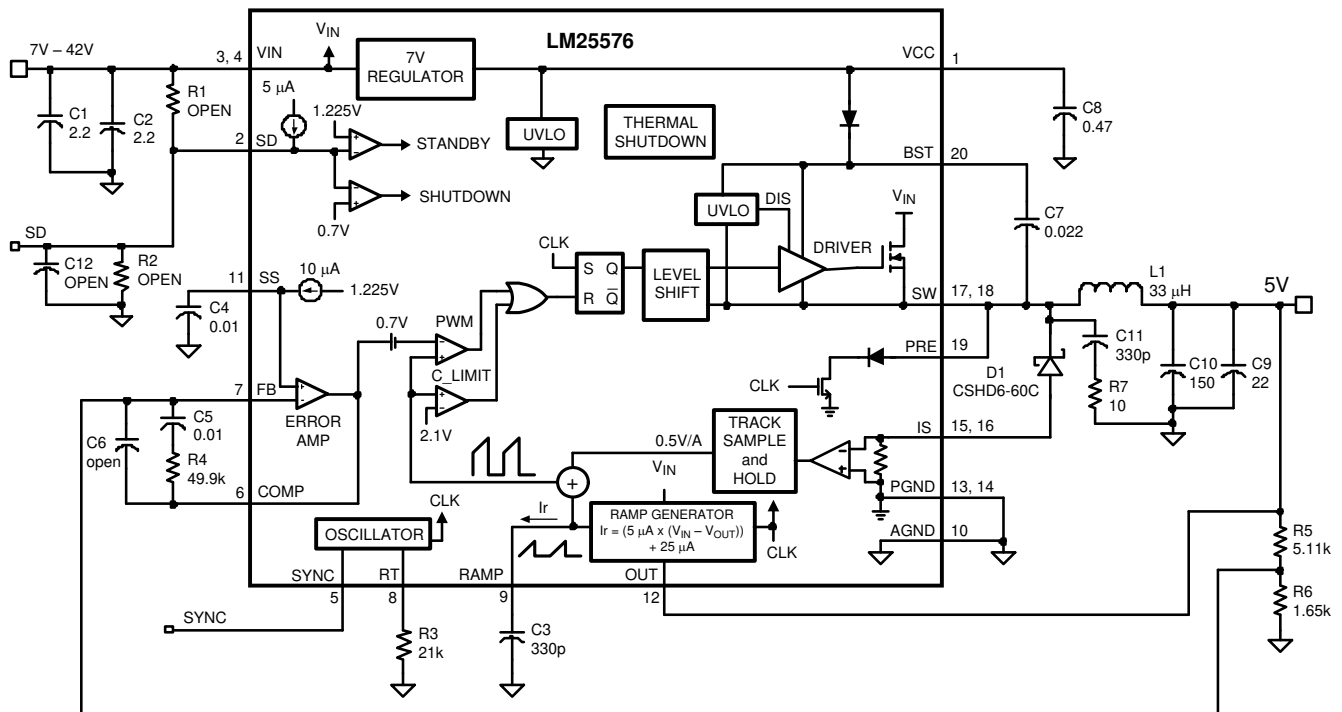 LM25576
7V – 42V
3, 4
VIN
VIN
7V
REGULATOR
VCC
1
R1
OPEN
C1
2.2
C2
2.2
5 μA
1.225V
2
SD
STANDBY
SHUTDOWN
0.7V
UVLO
THERMAL
SHUTDOWN
C8
0.47
BST
20
VIN
UVLO
DIS
DRIVER
C7
0.022
SD
C12
OPEN
R2
OPEN
11
SS
10 μA
1.225V
C4
0.01
CLK
S
Q
R
Q̅
LEVEL
SHIFT
SW
17, 18
L1
33 μH
5V
0.7V
PWM
C_LIMIT
2.1V
PRE
19
CLK
D1
CSHD6-60C
C11
330p
R7
10
C10
150
C9
22
7
FB
ERROR
AMP
C5
0.01
C6
open
R4
49.9k
6
COMP
0.5V/A
TRACK
SAMPLE
and
HOLD
IS
15, 16
+
VIN
Ir
RAMP GENERATOR
Ir = (5 μA x (VIN – VOUT))
+ 25 μA
CLK
PGND
13, 14
AGND
10
CLK
OSCILLATOR
SYNC
5
RT
8
RAMP
9
OUT
12
R5
5.11k
R6
1.65k
SYNC
R3
21k
C3
330p